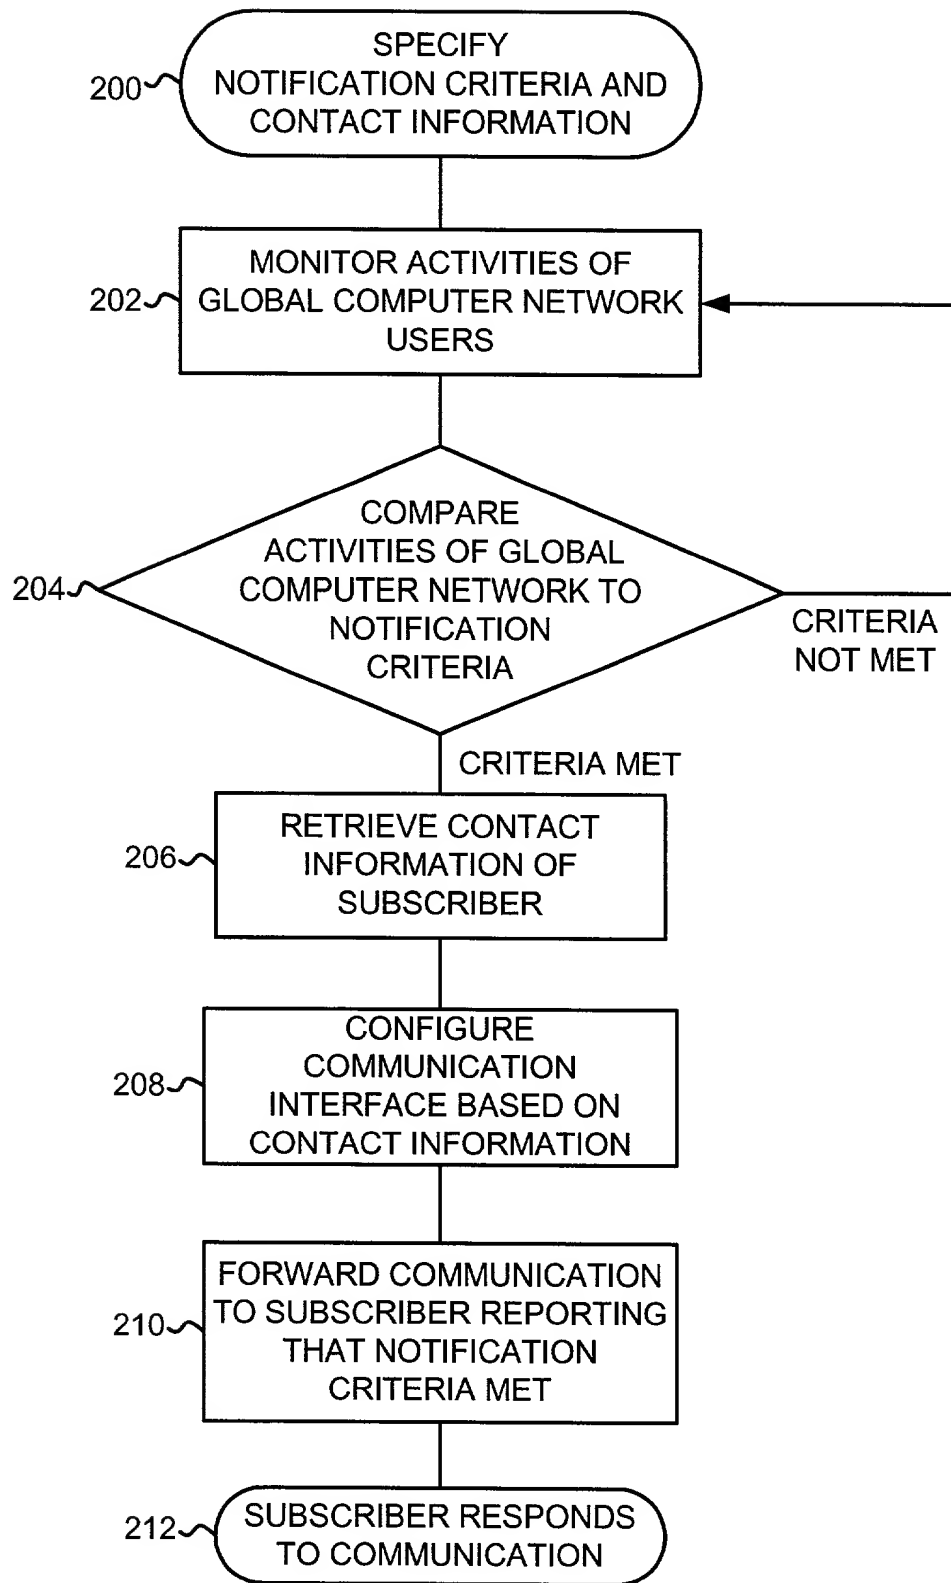 SPECIFY
200
NOTIFICATION CRITERIA AND
CONTACT INFORMATION
MONITOR ACTIVITIES OF
202
GLOBAL COMPUTER NETWORK
USERS
COMPARE
ACTIVITIES OF GLOBAL
204
COMPUTER NETWORK TO
NOTIFICATION
CRITERIA
CRITERIA
NOT MET
CRITERIA MET
RETRIEVE CONTACT
206
INFORMATION OF
SUBSCRIBER
CONFIGURE
COMMUNICATION
208
INTERFACE BASED ON
CONTACT INFORMATION
FORWARD COMMUNICATION
210
TO SUBSCRIBER REPORTING
THAT NOTIFICATION
CRITERIA MET
212
SUBSCRIBER RESPONDS
TO COMMUNICATION